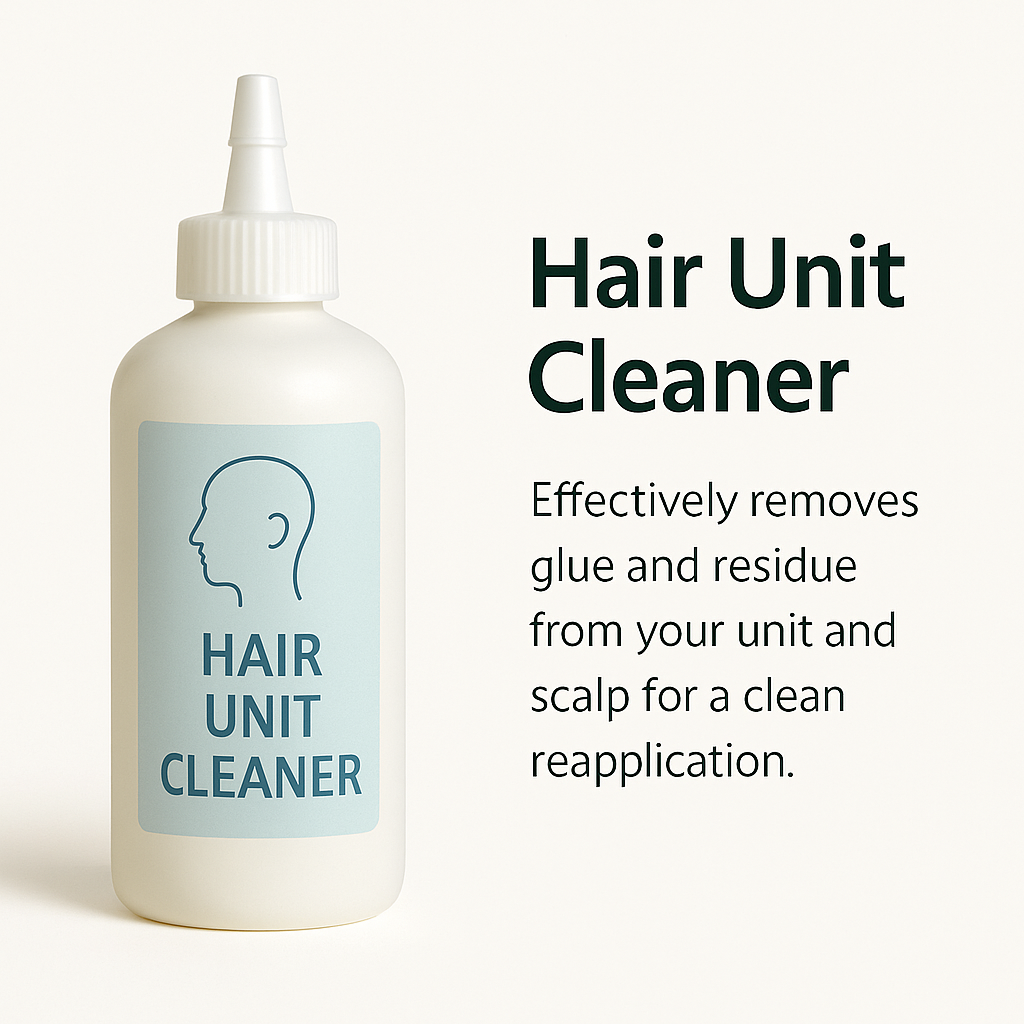 HAIR
UNIT
CLEANER
Hair Unit
Cleaner
Effectively removes
glue and residue
from your unit and
scalp for a clean
reapplication.